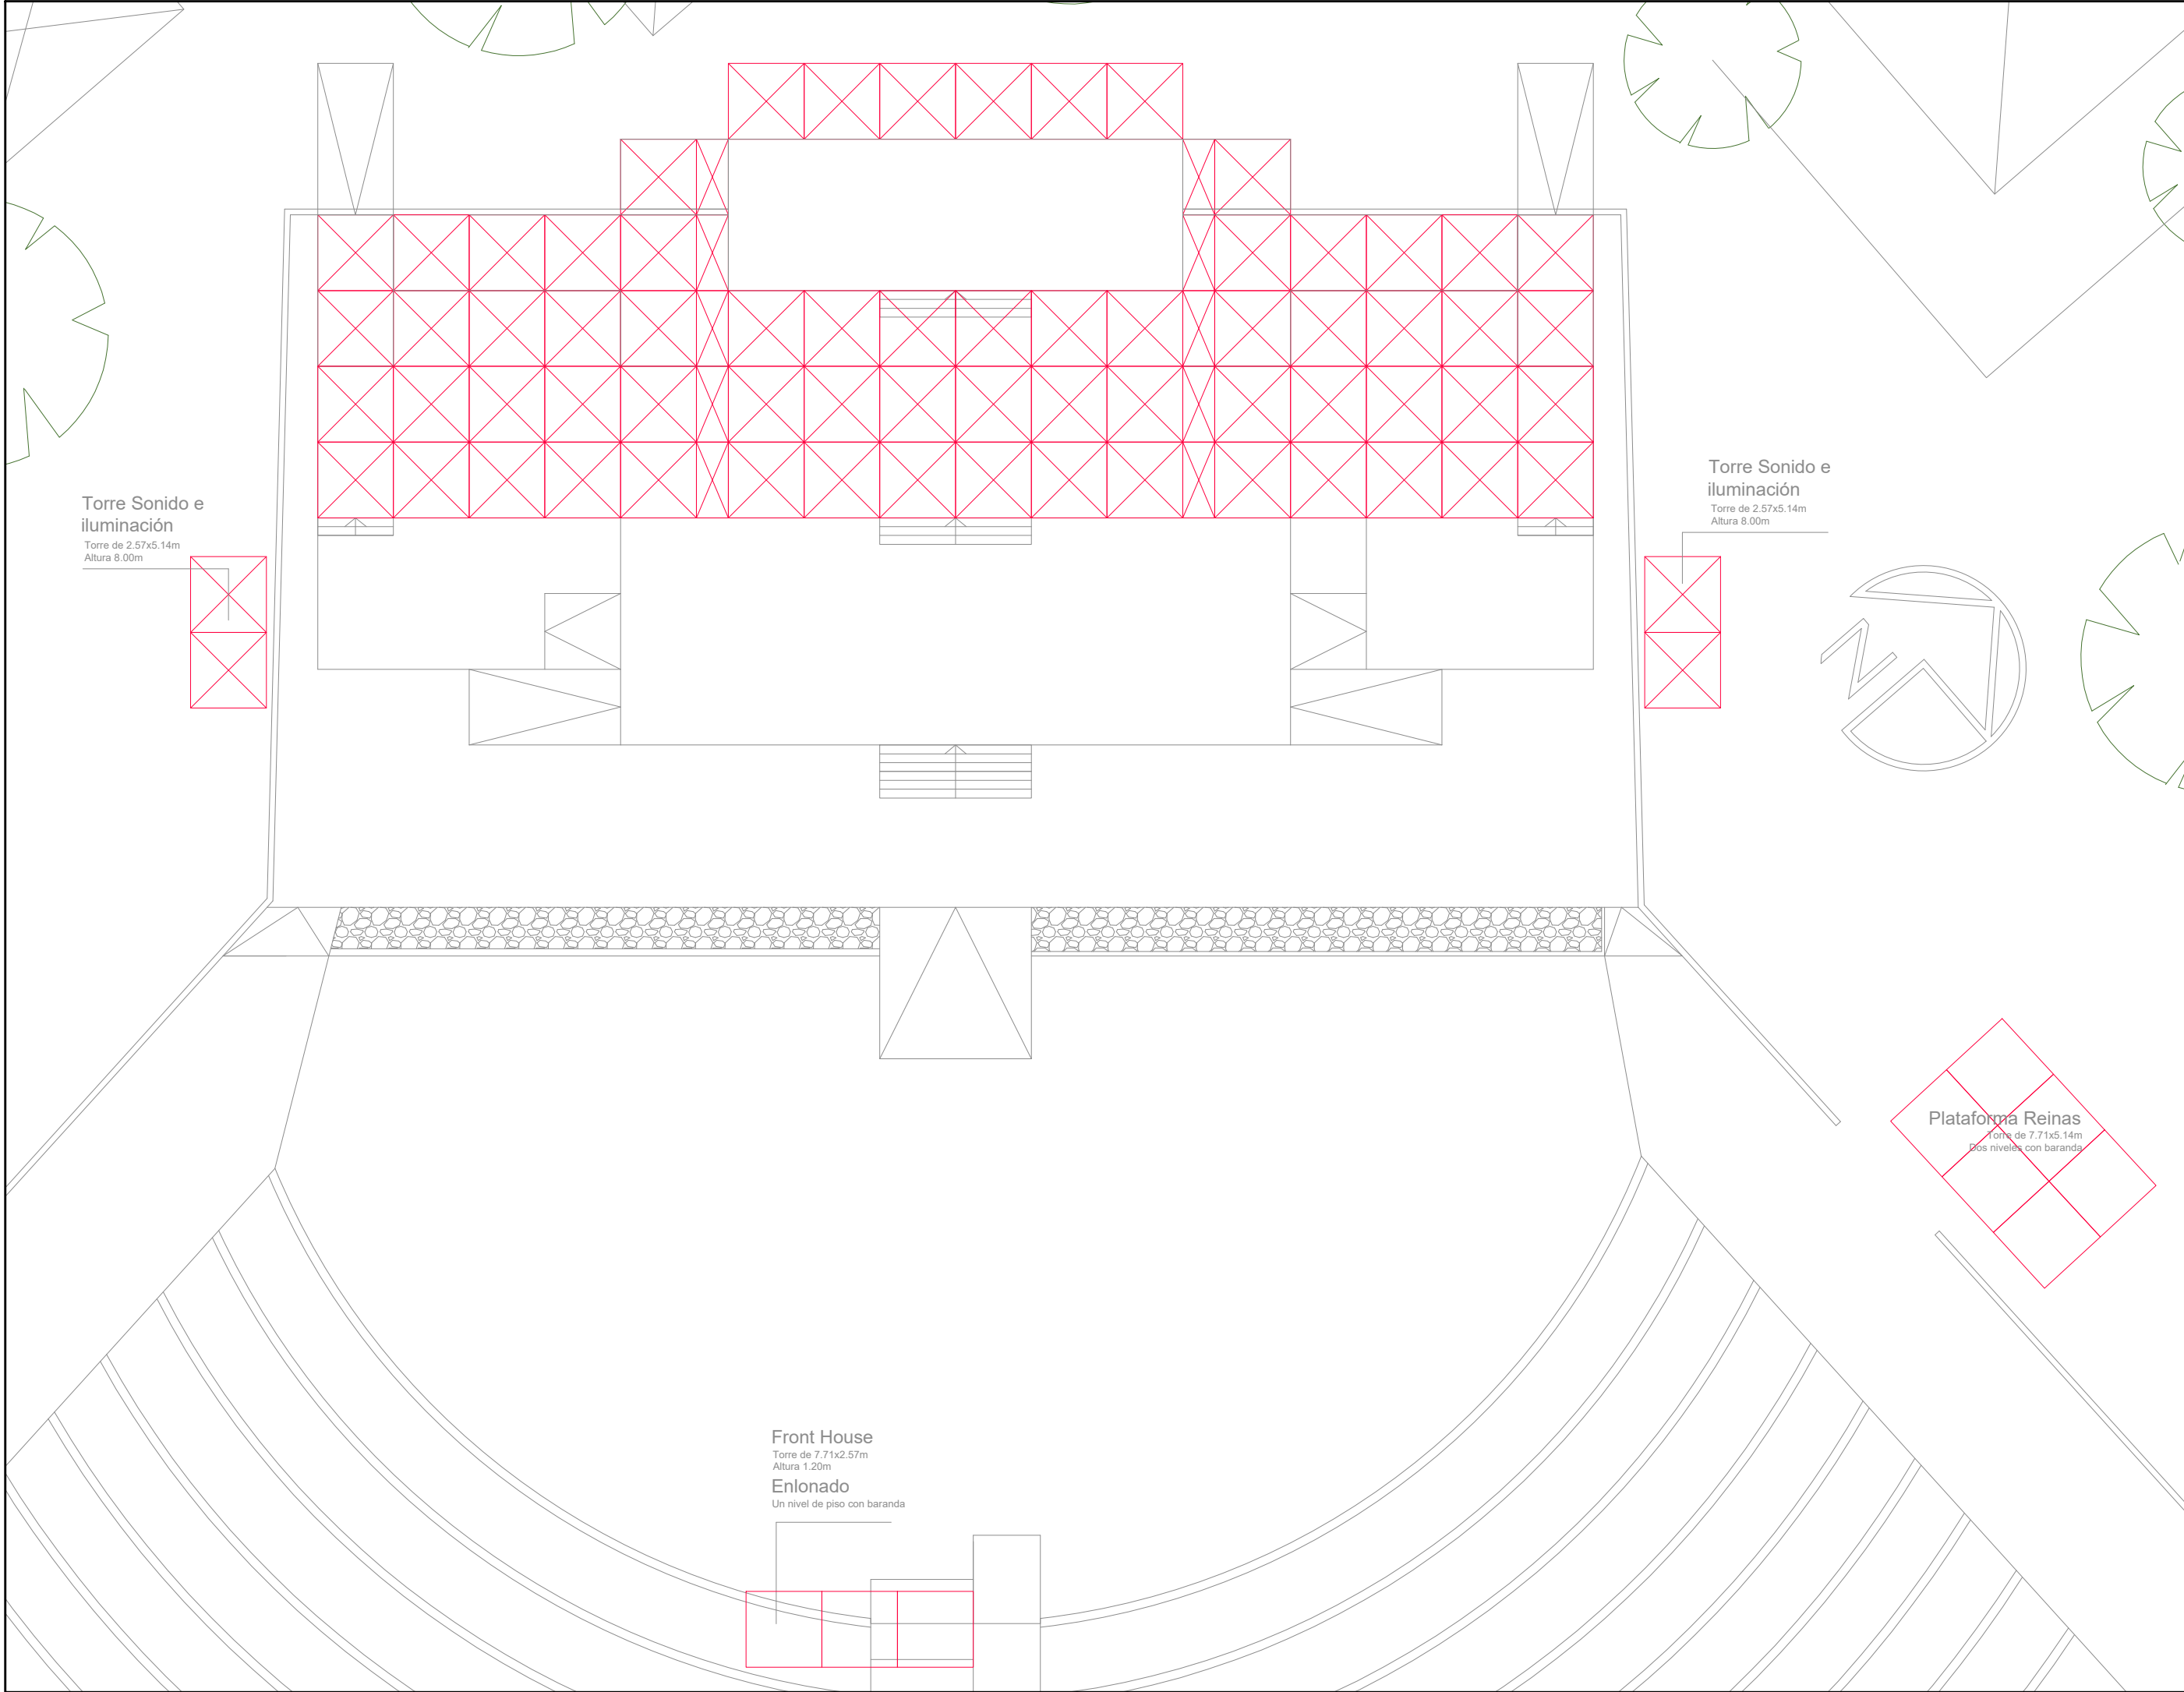 Torre Sonido e
iluminación
Torre de 2.57x5.14m
Altura 8.00m
Torre Sonido e
iluminación
Torre de 2.57x5.14m
Altura 8.00m
Plataforma Reinas
Torre de 7.71x5.14m
Dos niveles con baranda
Front House
Torre de 7.71x2.57m
Altura 1.20m
Enlonado
Un nivel de piso con baranda